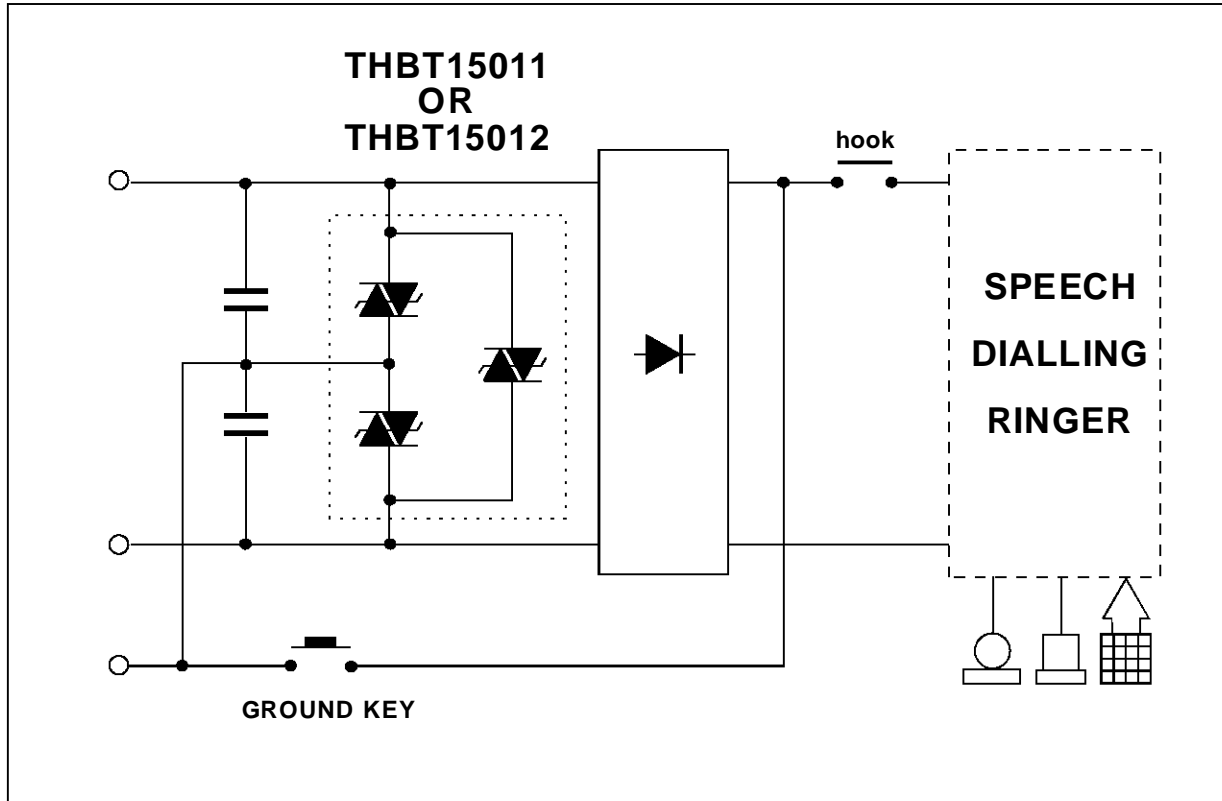 THBT15011
OR
THBT15012
hook
SPEECH
DIALLING
RINGER
GROUND KEY